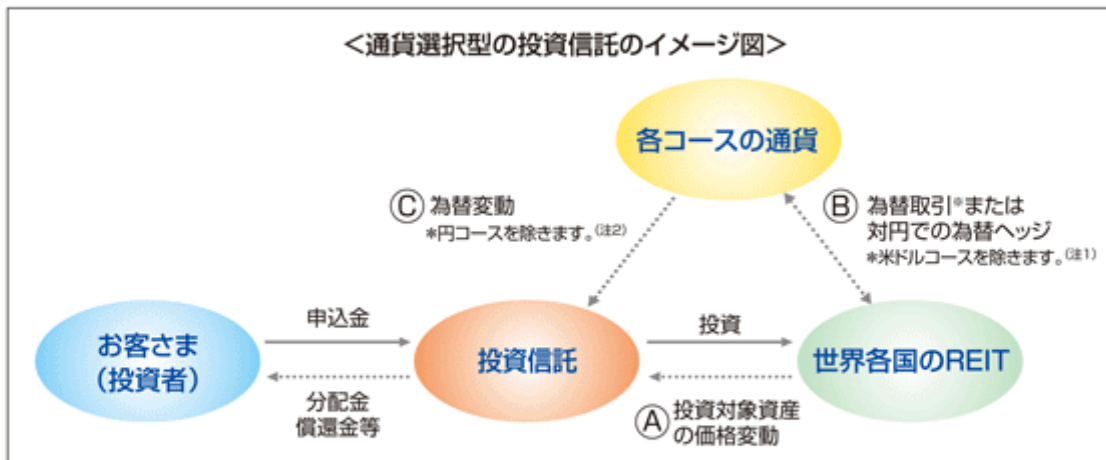 ＜通貨選択型の投資信託のイメージ図＞
各コースの通貨
Ⓒ 為替変動
*円コースを除きます。(注2)
Ⓑ 為替取引※または
対円での為替ヘッジ
*米ドルコースを除きます。(注1)
お客さま
（投資者）
申込金
分配金
償還金等
投資信託
投資
Ⓐ 投資対象資産
の価格変動
世界各国のREIT